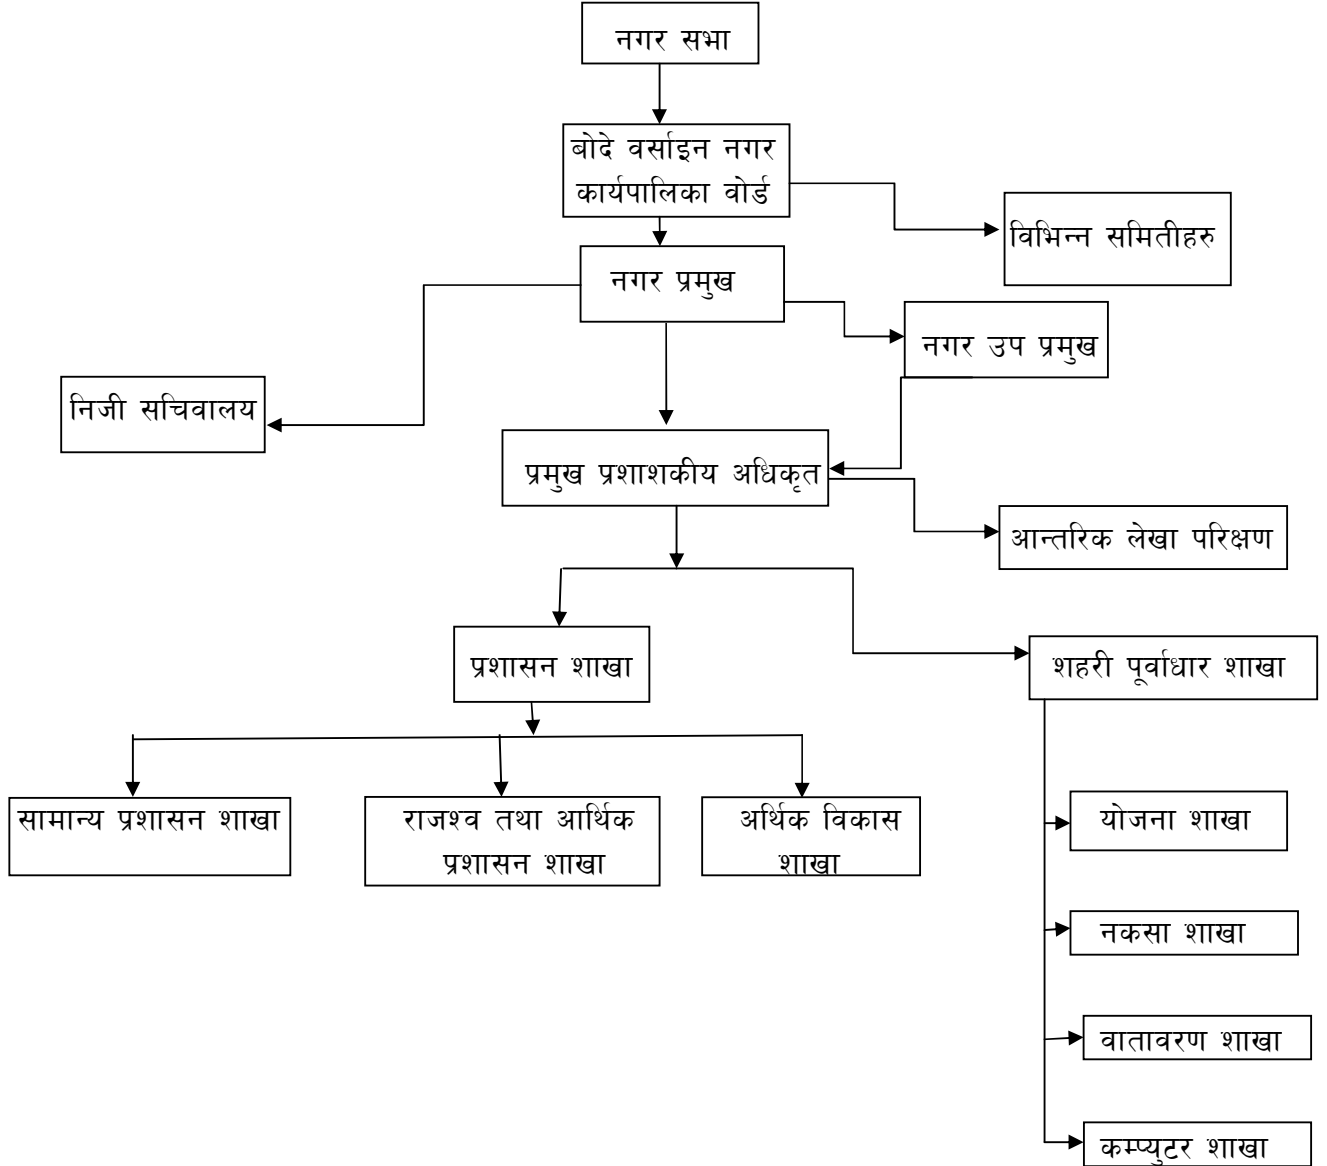 नगर सभा
बोदे वर्साइन नगर
कार्यपालिका वोर्ड
विभिन्न समितीहरु
नगर प्रमुख
नगर उप प्रमुख
निजी सचिवालय
प्रमुख प्रशाशकीय अधिकृत
आन्तरिक लेखा परिक्षण
प्रशासन शाखा
शहरी पूर्वाधार शाखा
सामान्य प्रशासन शाखा
राजश्व तथा आर्थिक
प्रशासन शाखा
अर्थिक विकास
शाखा
योजना शाखा
नकसा शाखा
वातावरण शाखा
कम्प्युटर शाखा